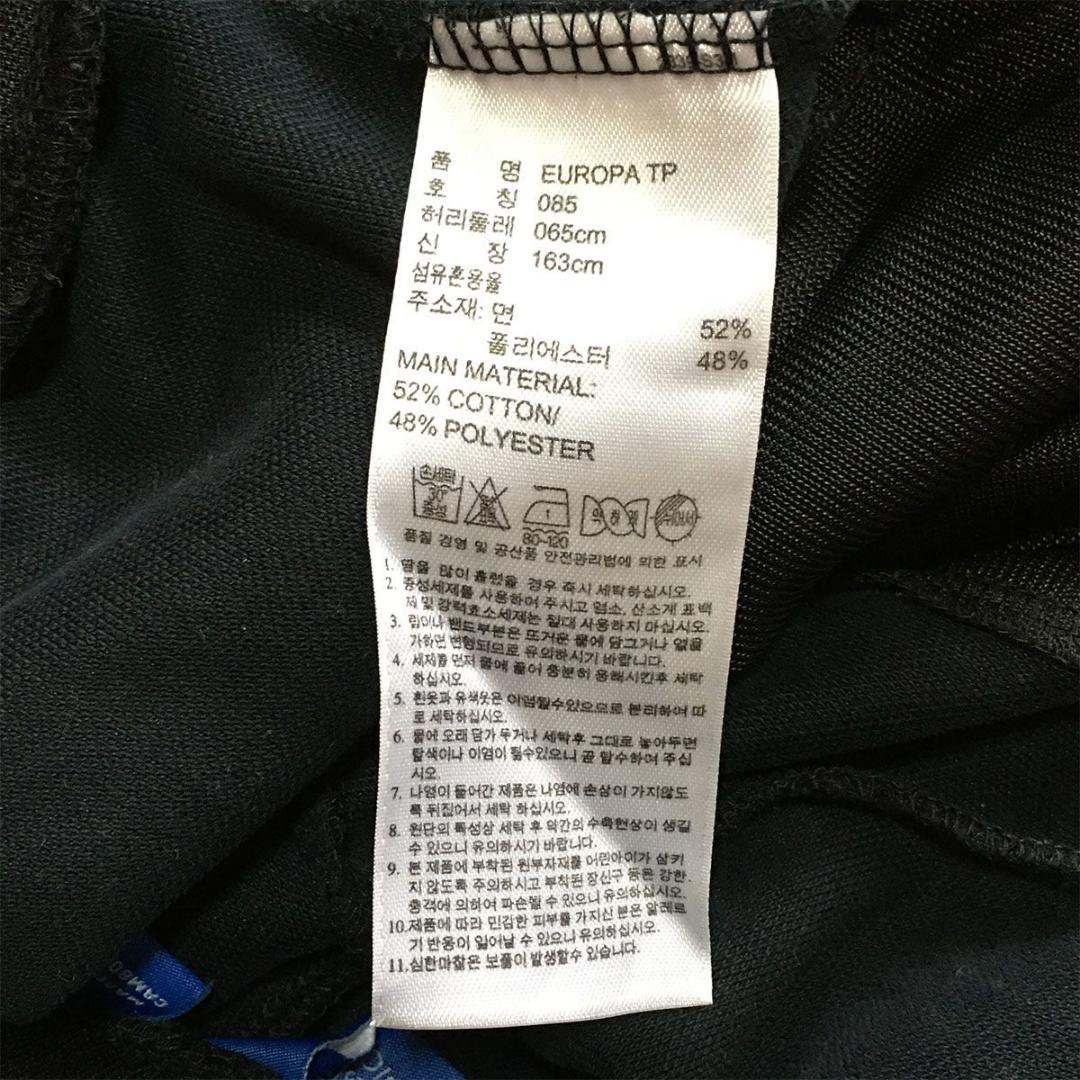 품 명 EUROPA TP
호 칭 085
허리둘레 065cm
신 장 163cm
섬유혼용율
주소재: 면 52%
폴리에스터 48%
MAIN MATERIAL:
52% COTTON/
48% POLYESTER
손세탁
30°
중성
1
80~120
약하게
뉘어서
품질 경영 및 공산품 안전관리법에 의한 표시
1. 땀을 많이 흘렸을 경우 즉시 세탁하십시오.
2. 중성세제를 사용하여 주시고 염소, 산소계 표백
제 및 강력효소세제는 절대 사용하지 마십시오.
3. 립이나 밴드부분은 뜨거운 물에 담그거나 열을
가하면 변형되므로 유의하시기 바랍니다.
4. 세제를 먼저 물에 풀어 충분히 용해시킨후 세탁
하십시오.
5. 흰옷과 유색옷은 이염될수있으므로 분리하여 따
로 세탁하십시오.
6. 물에 오래 담가 두거나 세탁후 그대로 놓아두면
탈색이나 이염이 될수있으니 곧 탈수하여 주십
시오.
7. 나염이 들어간 제품은 나염에 손상이 가지않도
록 뒤집어서 세탁 하십시오.
8. 원단의 특성상 세탁 후 약간의 수축현상이 생길
수 있으니 유의하시기 바랍니다.
9. 본 제품에 부착된 원부자재를 어린아이가 삼키
지 않도록 주의하시고 부착된 장신구 등은 강한
충격에 의하여 파손될 수 있으니 유의하십시오.
10.제품에 따라 민감한 피부를 가지신 분은 알레르
기 반응이 일어날 수 있으니 유의하십시오.
11.심한마찰은 보풀이 발생할수 있습니다.